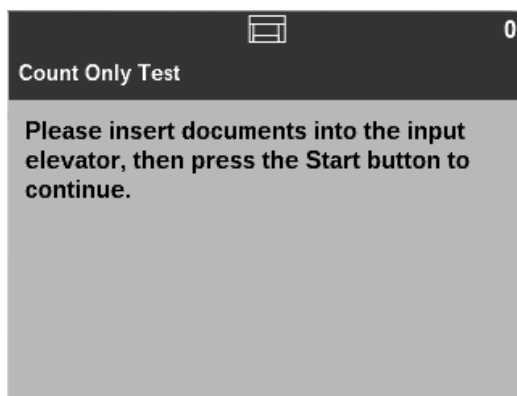 0
Count Only Test
Please insert documents into the input
elevator, then press the Start button to
continue.